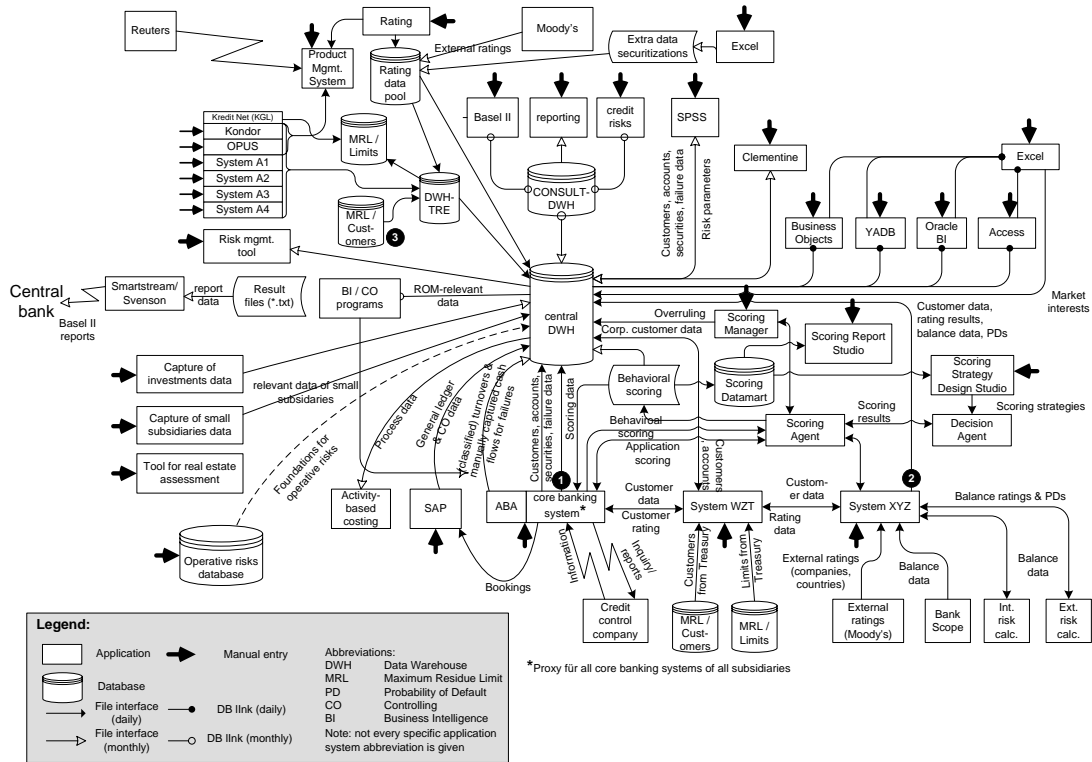 Reuters
Rating
Product
Mgmt.
System
Rating
data
pool
External ratings
Moody's
Extra data
securitizations
Excel
Kredit Net (KGL)
Kondor
OPUS
System A1
System A2
System A3
System A4
MRL /
Limits
MRL /
Cust-
omers
3
DWH-
TRE
Basel II
reporting
credit
risks
CONSULT-
DWH
SPSS
Customers, accounts,
securities, failure data
Risk parameters
Clementine
Excel
Business
Objects
YADB
Oracle
BI
Access
Risk mgmt.
tool
Central
bank
Basel II
reports
Smartstream/
Svenson
report
data
Result
files (*.txt)
BI / CO
programs
ROM-relevant
data
central
DWH
Market
interests
Overruling
Corp. customer data
Scoring
Manager
Customer data,
rating results,
balance data, PDs
Scoring Report
Studio
Capture of
investments data
relevant data of small
subsidiaries
Capture of small
subsidiaries data
Tool for real estate
assessment
Foundations for
operative risks
Operative risks
database
Process data
General ledger
& CO data
(classified) turnovers &
manually captured cash
flows for failures
Customers, accounts,
securities, failure data
Scoring data
Behavioral
scoring
Scoring
Datamart
Scoring
Strategy
Design Studio
Scoring strategies
Scoring
Agent
Scoring
results
Decision
Agent
Behavioroal
scoring
Application
scoring
Customers
, accounts
Activity-
based
costing
SAP
ABA
1
core banking
system*
Bookings
Information
Inquiry/
reports
Credit
control
company
Customer
data
Customer
rating
System WZT
Customers
from Treasury
Limits from
Treasury
MRL /
Cust-
omers
MRL /
Limits
Custom-
er data
Rating
data
2
System XYZ
Balance ratings & PDs
External ratings
(companies,
countries)
Balance
data
Balance
data
External
ratings
(Moody's)
Bank
Scope
Int.
risk
calc.
Ext.
risk
calc.
*Proxy für all core banking systems of all subsidiaries
Legend:
Application
Manual entry
Database
File interface
(daily)
DB lInk (daily)
File interface
(monthly)
DB lInk (monthly)
Abbreviations:
DWH Data Warehouse
MRL Maximum Residue Limit
PD Probability of Default
CO Controlling
BI Business Intelligence
Note: not every specific application
system abbreviation is given